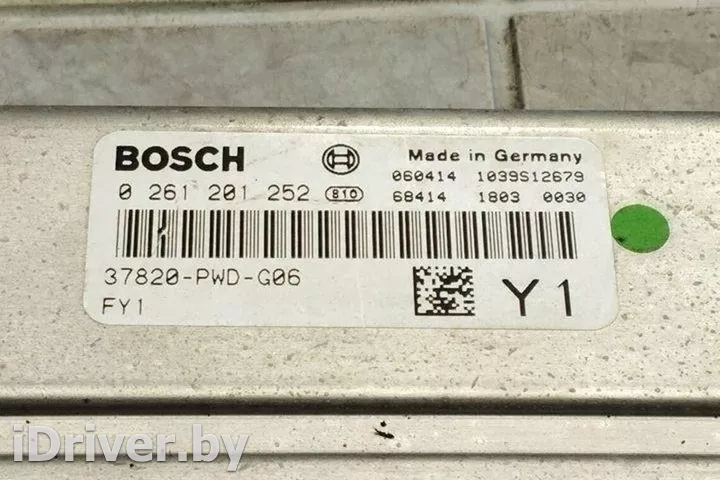 BOSCH
Made in Germany
060414 1039S12679
0 261 201 252 810
68414 1803 0030
37820-PWD-G06
FY1
Y1
iDriver.by